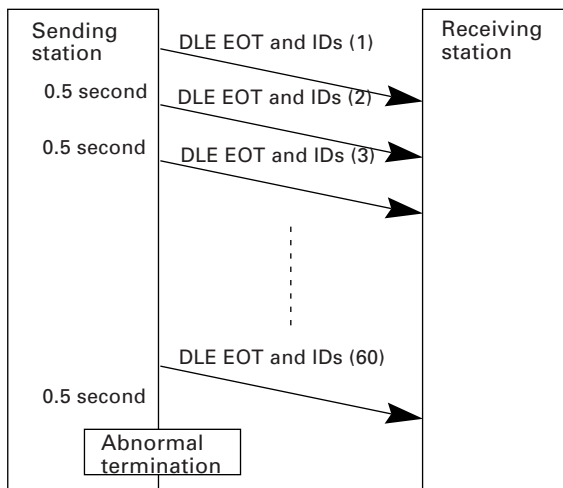 Sending
station
DLE EOT and IDs (1)
Receiving
station
0.5 second
DLE EOT and IDs (2)
0.5 second
DLE EOT and IDs (3)
DLE EOT and IDs (60)
0.5 second
Abnormal
termination